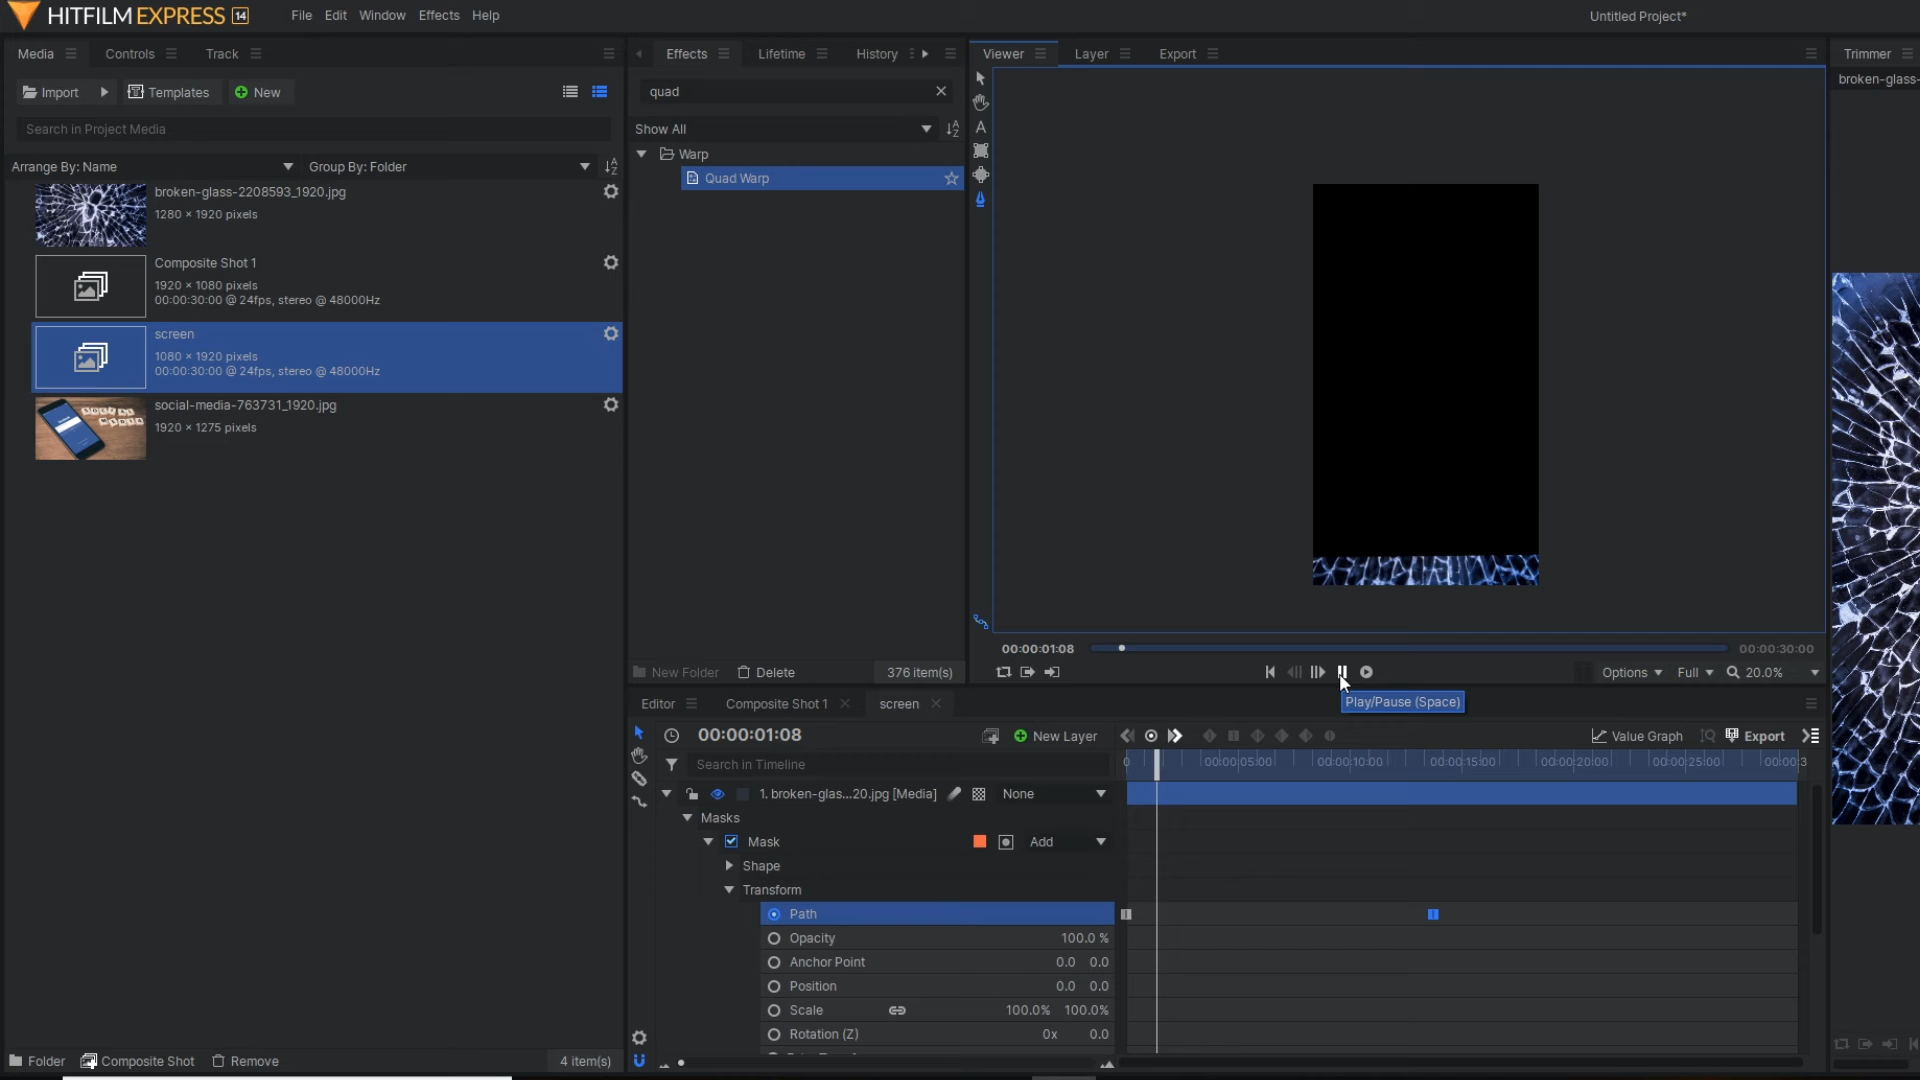 HITFILM EXPRESS 14
File Edit Window Effects Help
Untitled Project*
Media Controls Track
Effects Lifetime History
Viewer Layer Export
Trimmer
Import Templates New
quad
broken-glass-
Search in Project Media
Show All
Arrange By: Name Group By: Folder
Warp
Quad Warp
broken-glass-2208593_1920.jpg
1280 × 1920 pixels
Composite Shot 1
1920 × 1080 pixels
00:00:30:00 @ 24fps, stereo @ 48000Hz
screen
1080 × 1920 pixels
00:00:30:00 @ 24fps, stereo @ 48000Hz
social-media-763731_1920.jpg
1920 × 1275 pixels
00:00:01:08 00:00:30:00
New Folder Delete 376 item(s)
Options Full 20.0%
Play/Pause (Space)
Editor Composite Shot 1 screen
00:00:01:08 New Layer Value Graph Export
Search in Timeline
0 00:00:05:00 00:00:10:00 00:00:15:00 00:00:20:00 00:00:25:00 00:00:3
1. broken-glas...20.jpg [Media] None
Masks
Mask Add
Shape
Transform
Path
Opacity 100.0 %
Anchor Point 0.0 0.0
Position 0.0 0.0
Scale 100.0% 100.0%
Rotation (Z) 0x 0.0
Folder Composite Shot Remove 4 item(s)